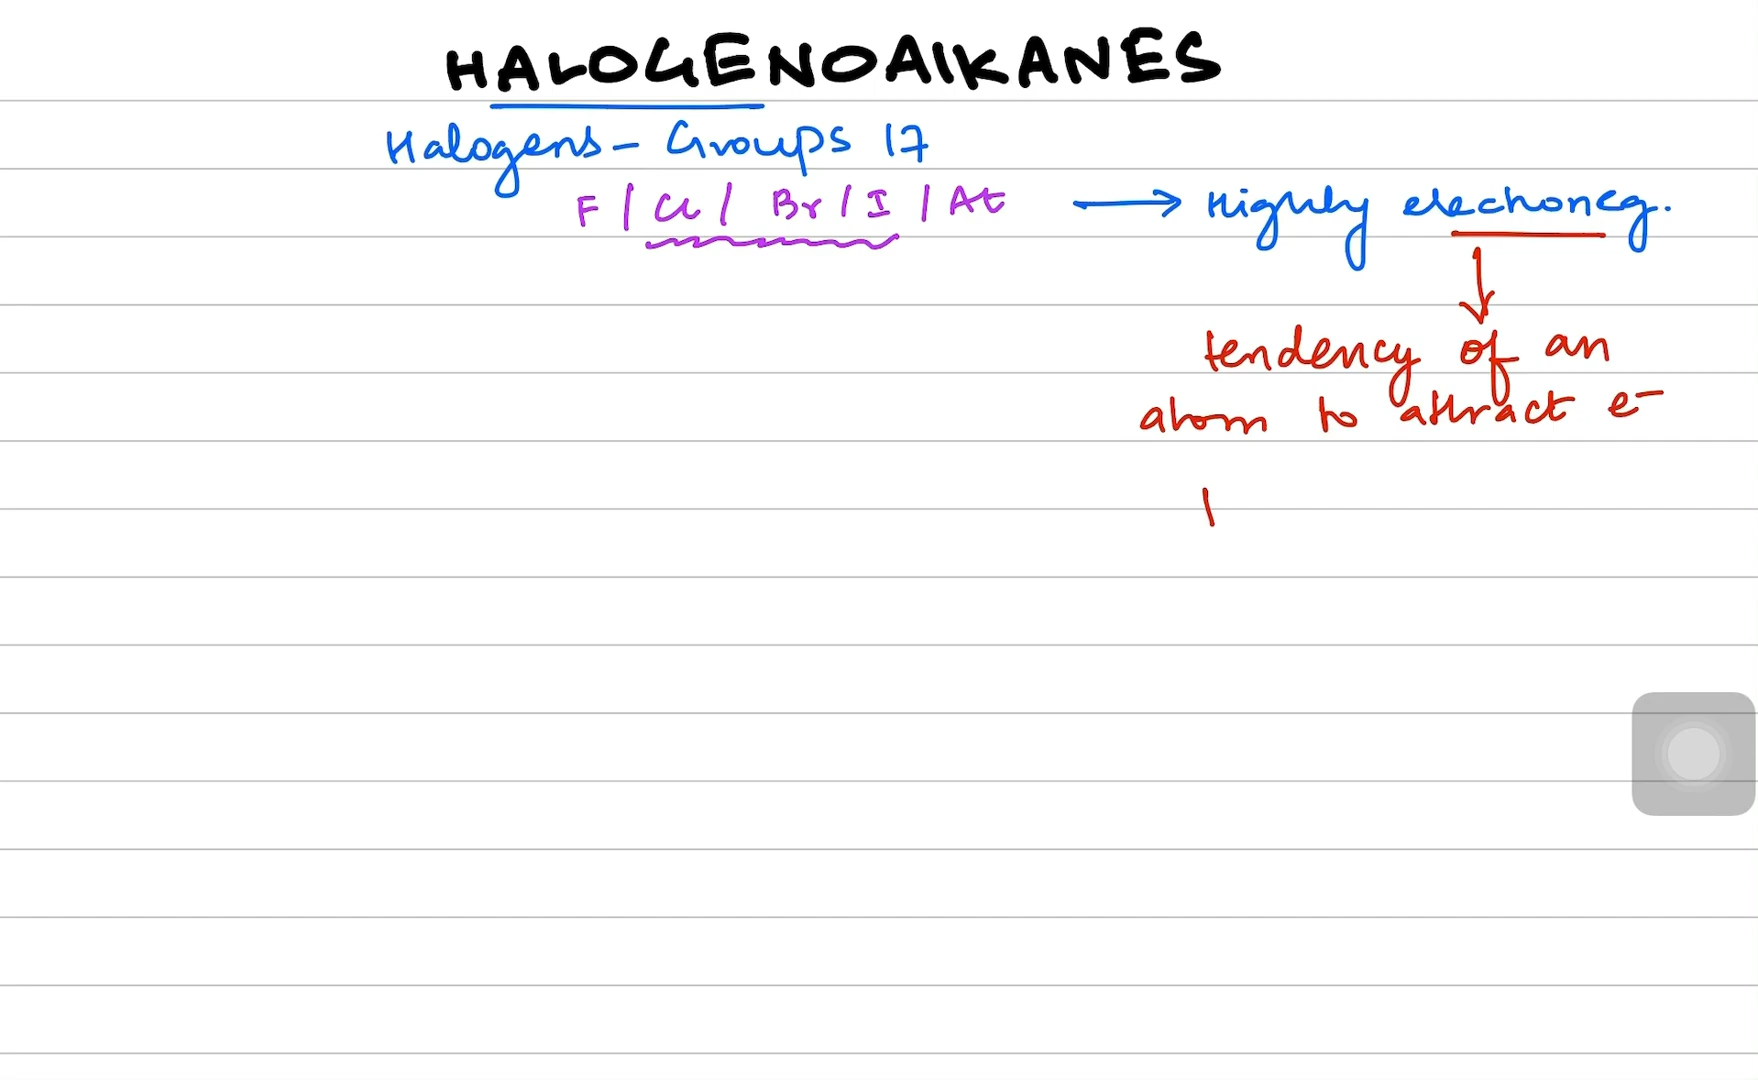 HALOGENOAlKANES
Halogens - Groups 17
F / Cl / Br / I / At → Highly electroneg.
↓
tendency of an
atom to attract e⁻